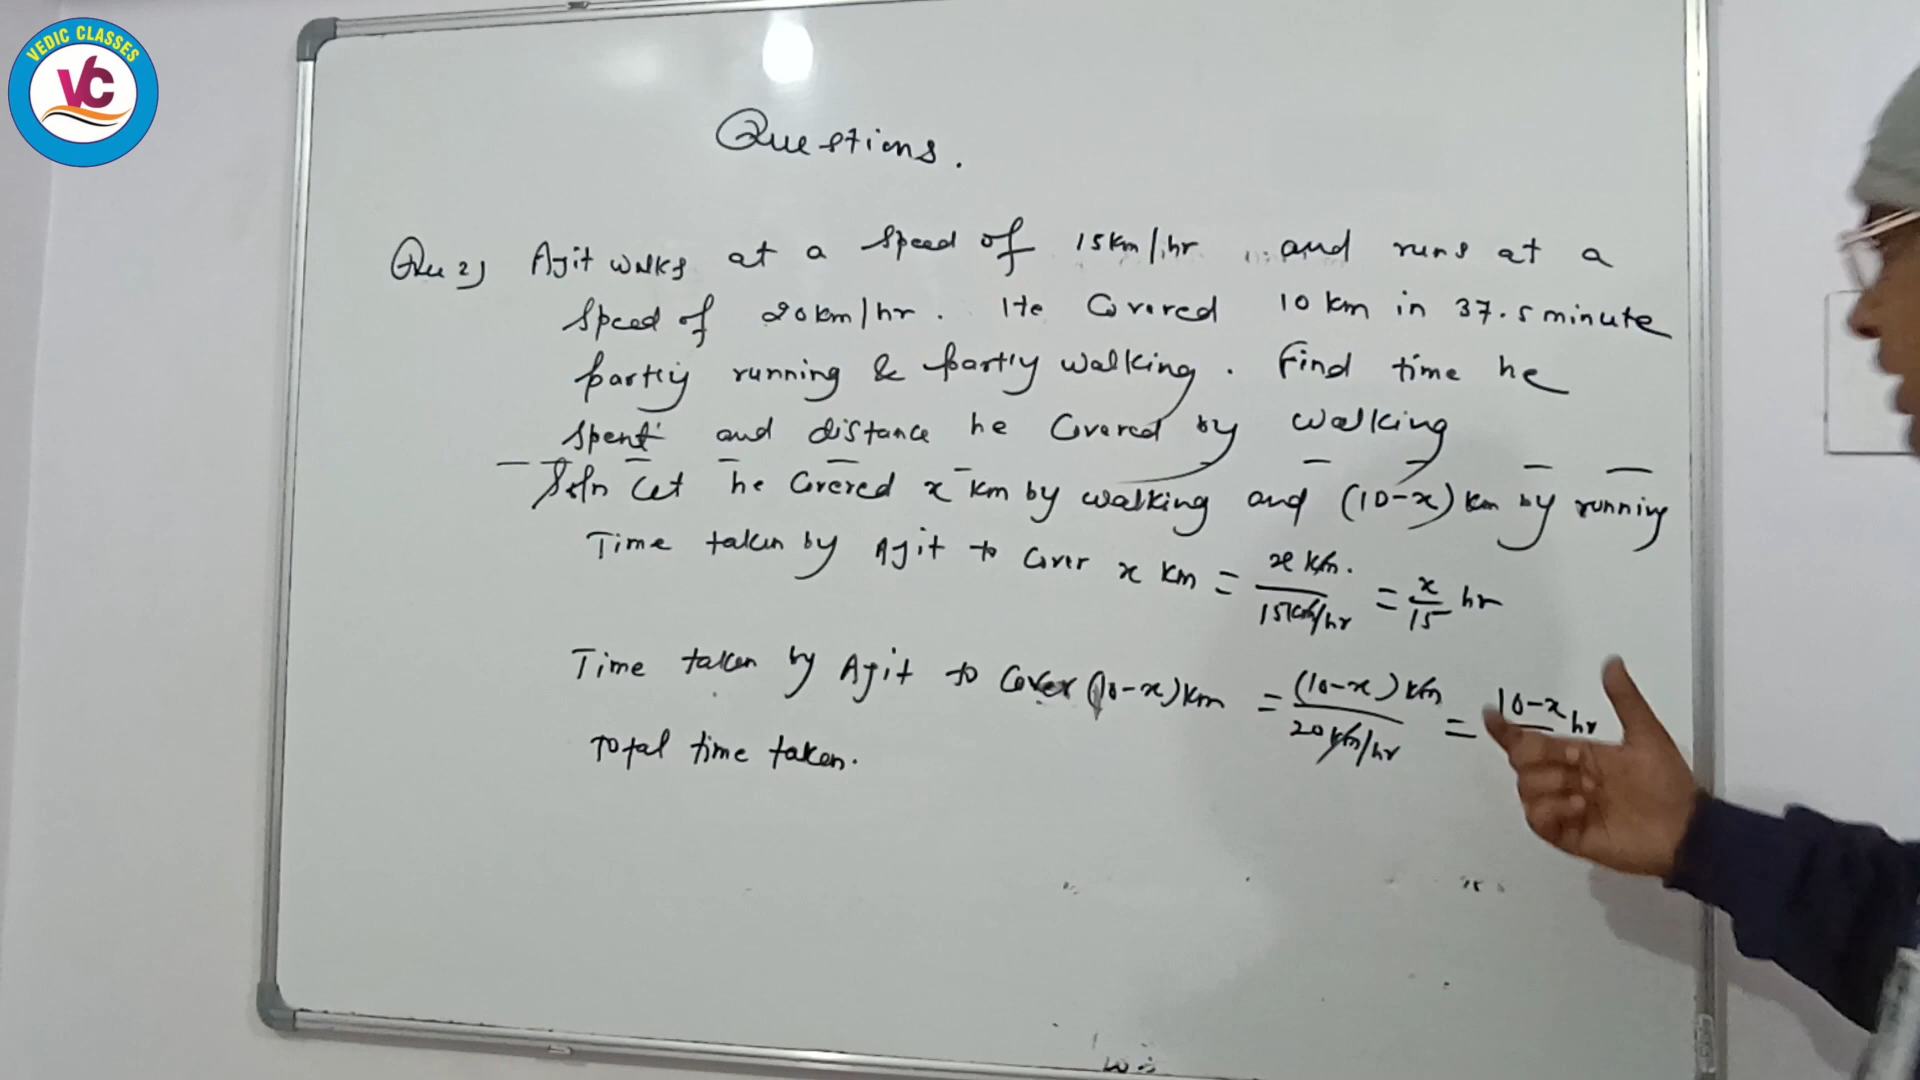 VEDIC CLASSES
VC
Questions.
Que 2) Ajit walks at a speed of 15km/hr and runs at a
speed of 20km/hr. He Covered 10 km in 37.5 minute
partly running & partly walking. Find time he
spent and distance he Covered by walking
Soln Let he Covered x km by walking and (10-x) km by running
Time taken by Ajit to Cover x km = x km. / 15km/hr = x/15 hr
Time taken by Ajit to Cover (10-x) km = (10-x) km / 20 km/hr = 10-x hr
Total time taken.